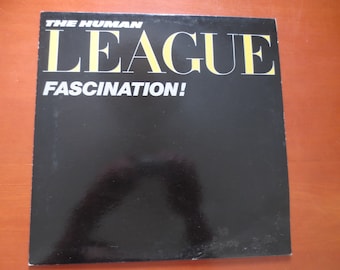 THE HUMAN
LEAGUE
FASCINATION!